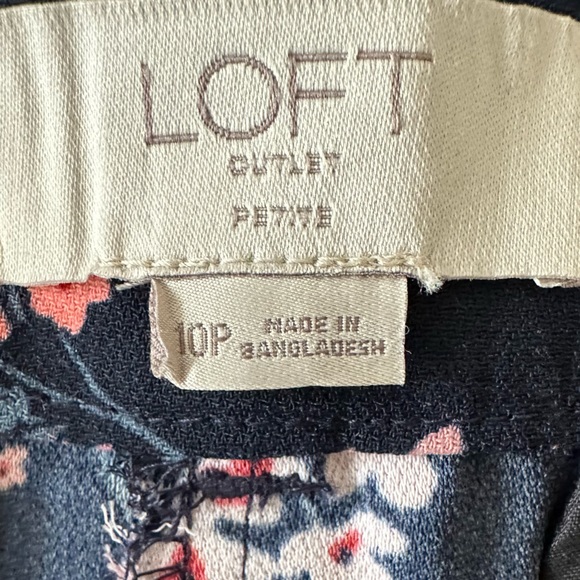 LOFT
OUTLET
PETITE
10P MADE IN
BANGLADESH